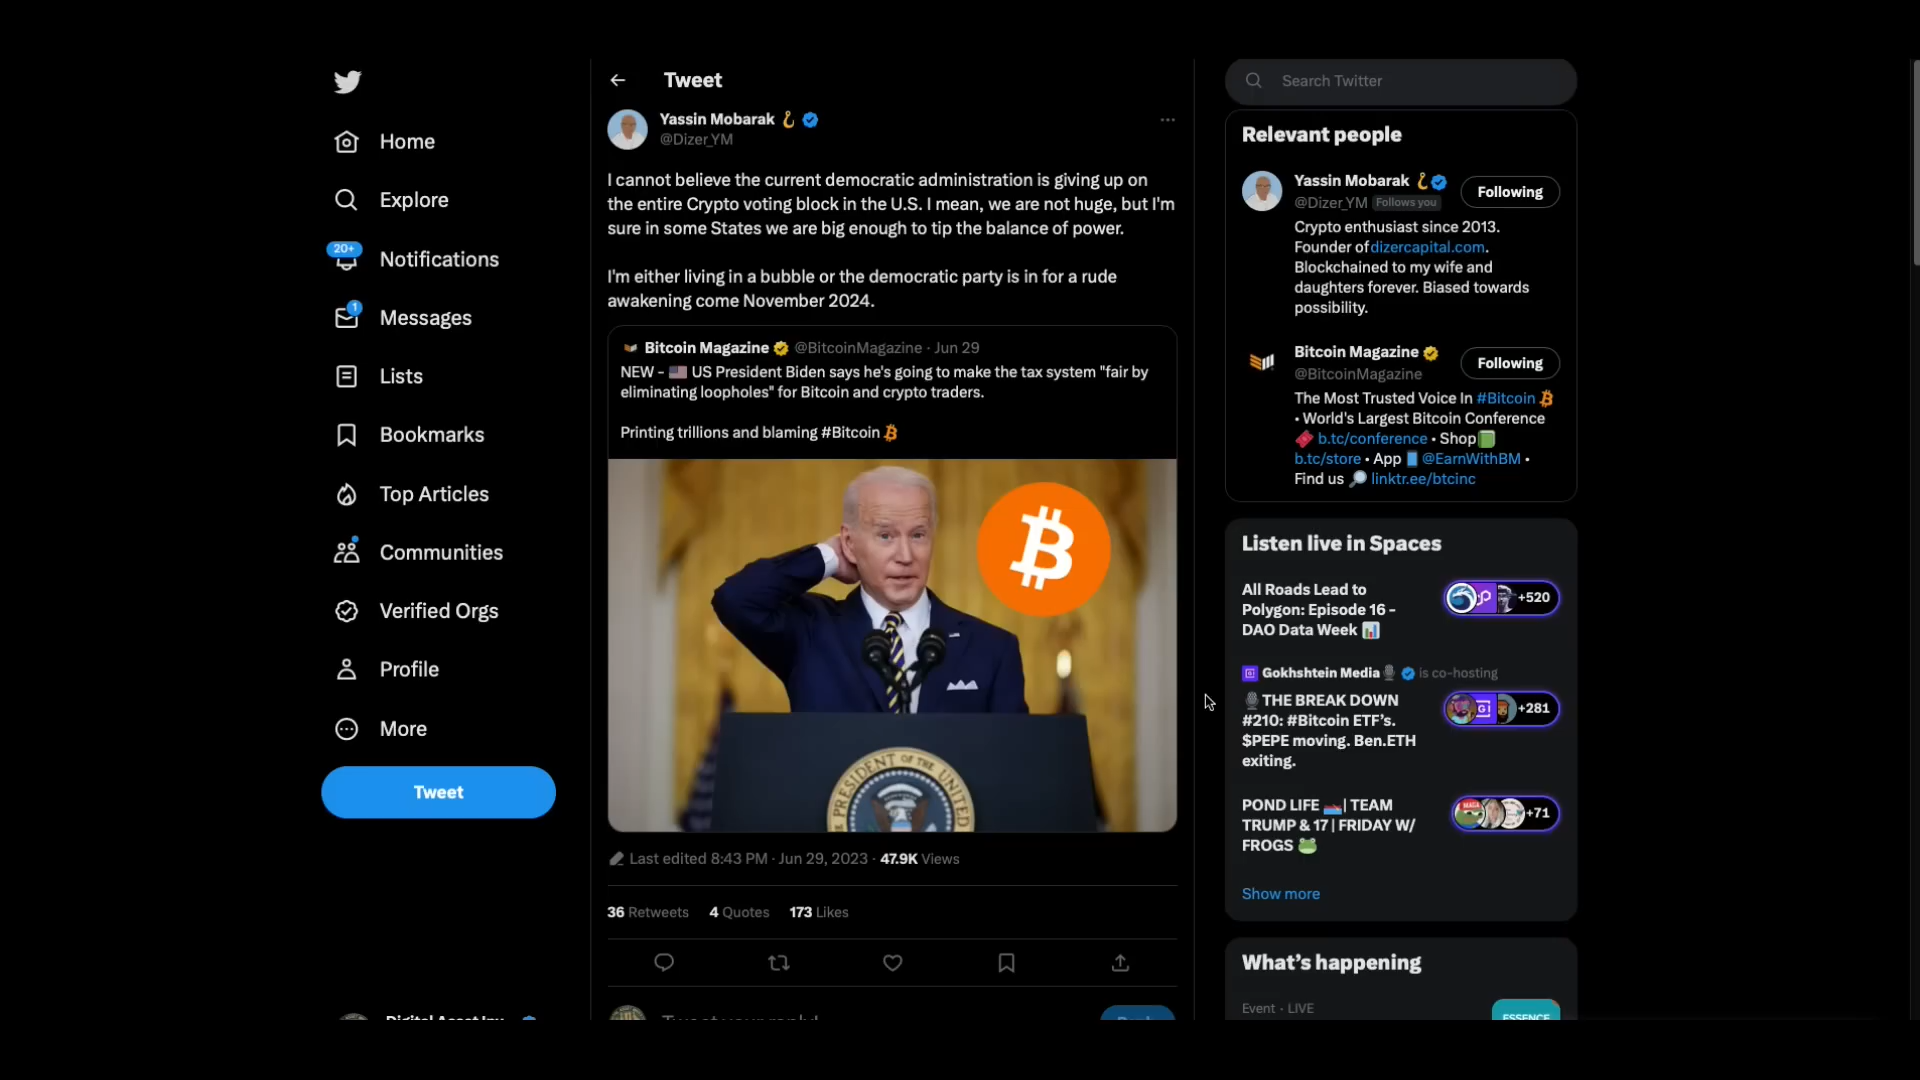 Home
Explore
20+
Notifications
1
Messages
Lists
Bookmarks
Top Articles
Communities
Verified Orgs
Profile
More
Tweet
Tweet
Yassin Mobarak
@Dizer_YM
I cannot believe the current democratic administration is giving up on
the entire Crypto voting block in the U.S. I mean, we are not huge, but I'm
sure in some States we are big enough to tip the balance of power.
I'm either living in a bubble or the democratic party is in for a rude
awakening come November 2024.
Bitcoin Magazine @BitcoinMagazine · Jun 29
NEW - 🇺🇸 US President Biden says he's going to make the tax system "fair by
eliminating loopholes" for Bitcoin and crypto traders.
Printing trillions and blaming #Bitcoin
PRESIDENT OF THE UNITED
Last edited 8:43 PM · Jun 29, 2023 · 47.9K Views
36 Retweets 4 Quotes 173 Likes
Search Twitter
Relevant people
Yassin Mobarak
Following
@Dizer_YM Follows you
Crypto enthusiast since 2013.
Founder of dizercapital.com.
Blockchained to my wife and
daughters forever. Biased towards
possibility.
Bitcoin Magazine
Following
@BitcoinMagazine
The Most Trusted Voice In #Bitcoin
• World's Largest Bitcoin Conference
b.tc/conference • Shop
b.tc/store • App @EarnWithBM •
Find us linktr.ee/btcinc
Listen live in Spaces
All Roads Lead to
Polygon: Episode 16 -
DAO Data Week
+520
Gokhshtein Media is co-hosting
THE BREAK DOWN
#210: #Bitcoin ETF's.
$PEPE moving. Ben.ETH
exiting.
+281
POND LIFE | TEAM
TRUMP & 17 | FRIDAY W/
FROGS
+71
Show more
What's happening
Event · LIVE
ESSENCE